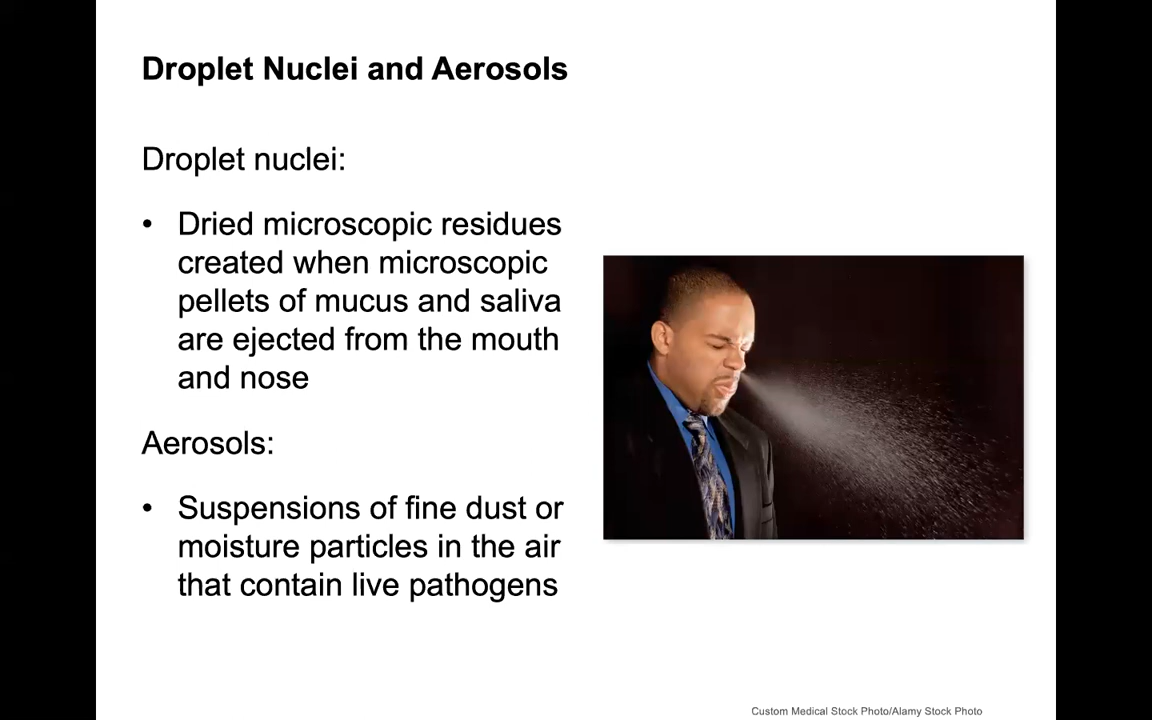 Droplet Nuclei and Aerosols
Droplet nuclei:
• Dried microscopic residues
created when microscopic
pellets of mucus and saliva
are ejected from the mouth
and nose
Aerosols:
• Suspensions of fine dust or
moisture particles in the air
that contain live pathogens
Custom Medical Stock Photo/Alamy Stock Photo